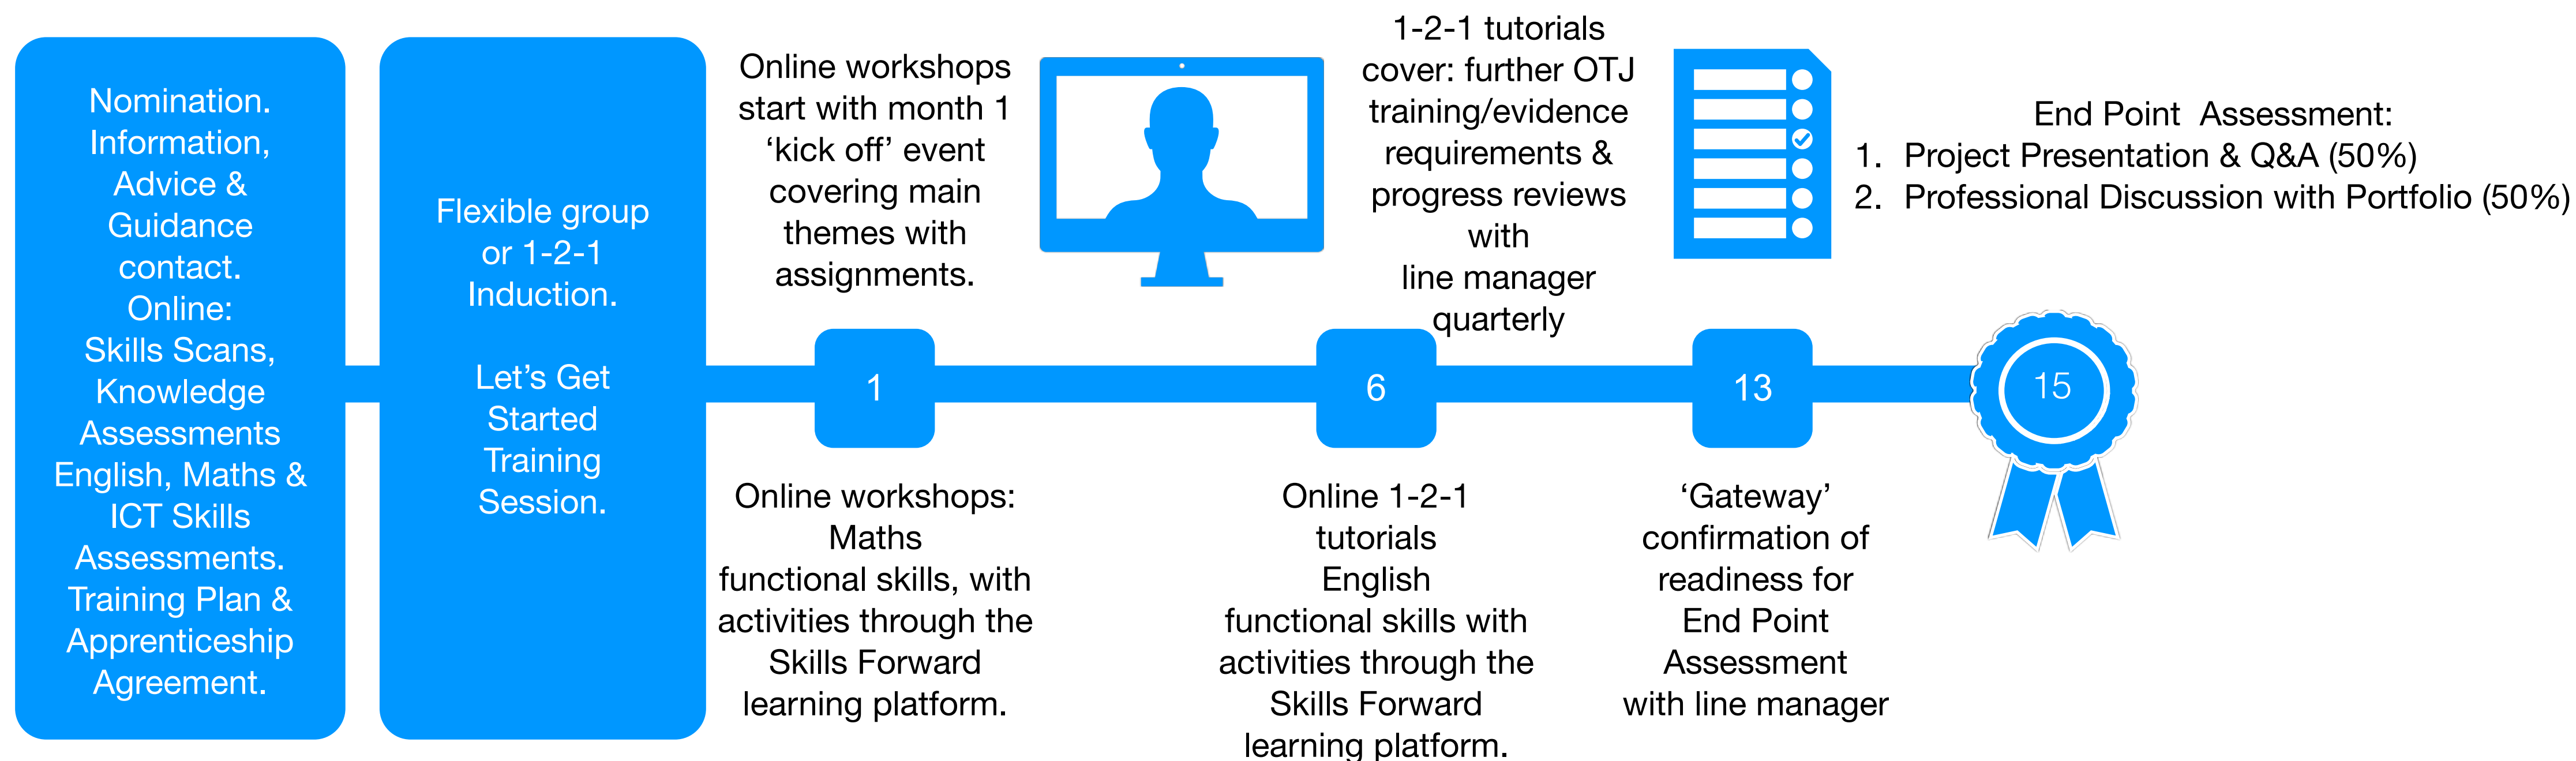 Nomination.
Information,
Advice &
Guidance
contact.
Online:
Skills Scans,
Knowledge
Assessments
English, Maths &
ICT Skills
Assessments.
Training Plan &
Apprenticeship
Agreement.
Flexible group
or 1-2-1
Induction.
Let’s Get
Started
Training
Session.
Online workshops
start with month 1
‘kick off’ event
covering main
themes with
assignments.
1
Online workshops:
Maths
functional skills, with
activities through the
Skills Forward
learning platform.
1-2-1 tutorials
cover: further OTJ
training/evidence
requirements &
progress reviews
with
line manager
quarterly
6
Online 1-2-1
tutorials
English
functional skills with
activities through the
Skills Forward
learning platform.
13
‘Gateway’
confirmation of
readiness for
End Point
Assessment
with line manager
End Point  Assessment:
1. Project Presentation & Q&A (50%)
2. Professional Discussion with Portfolio (50%)
15